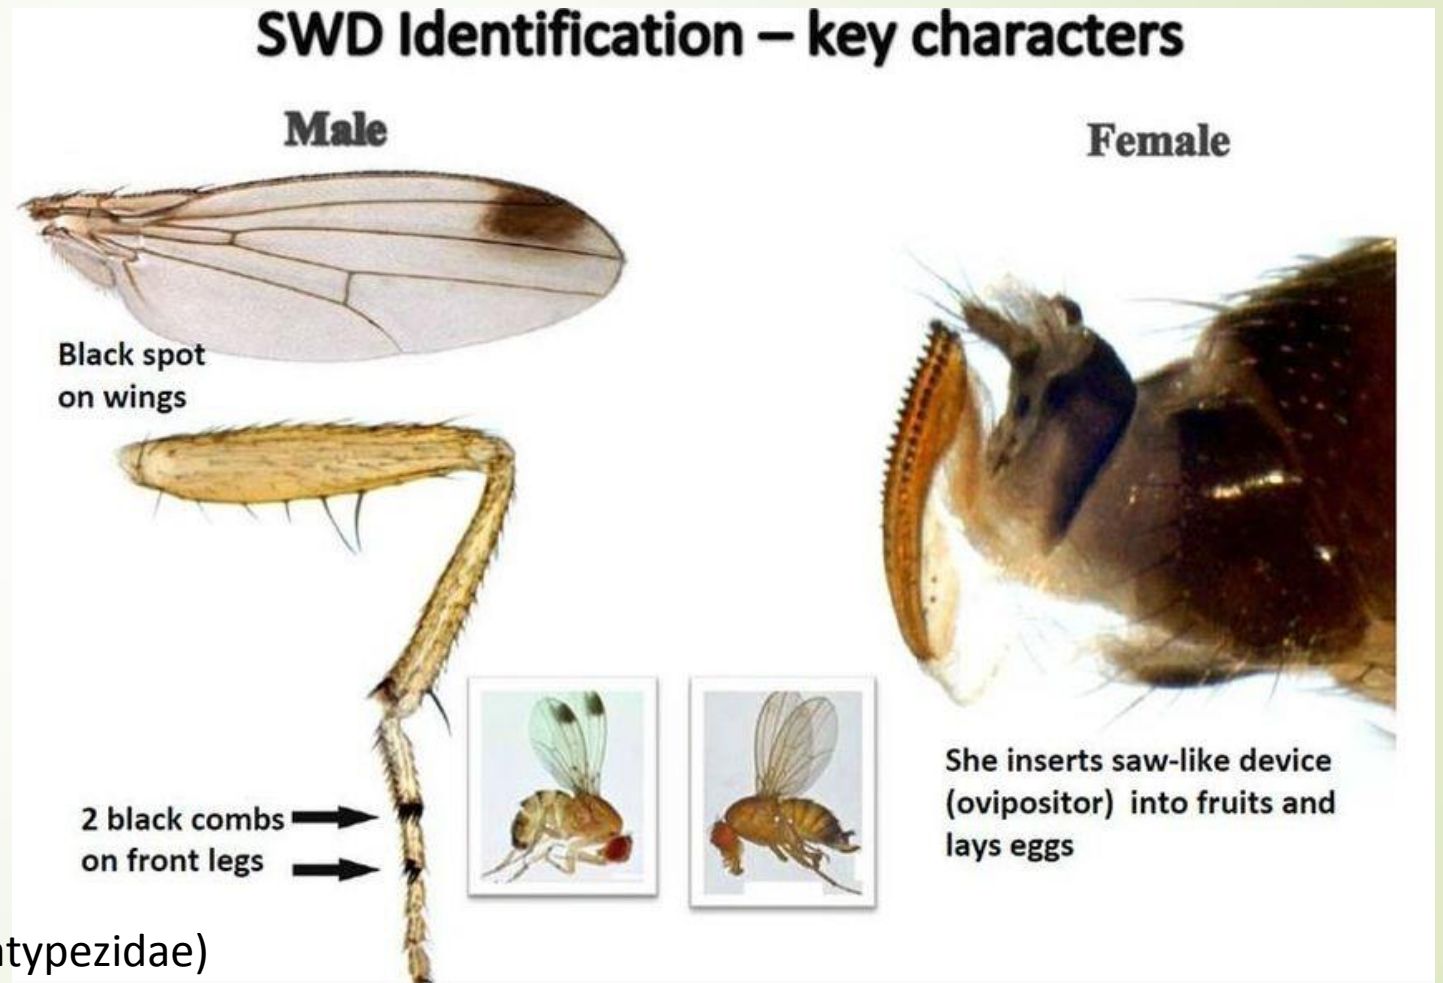 SWD Identification – key characters
Male
Female
Black spot
on wings
2 black combs
on front legs
She inserts saw-like device
(ovipositor) into fruits and
lays eggs
typezidae)